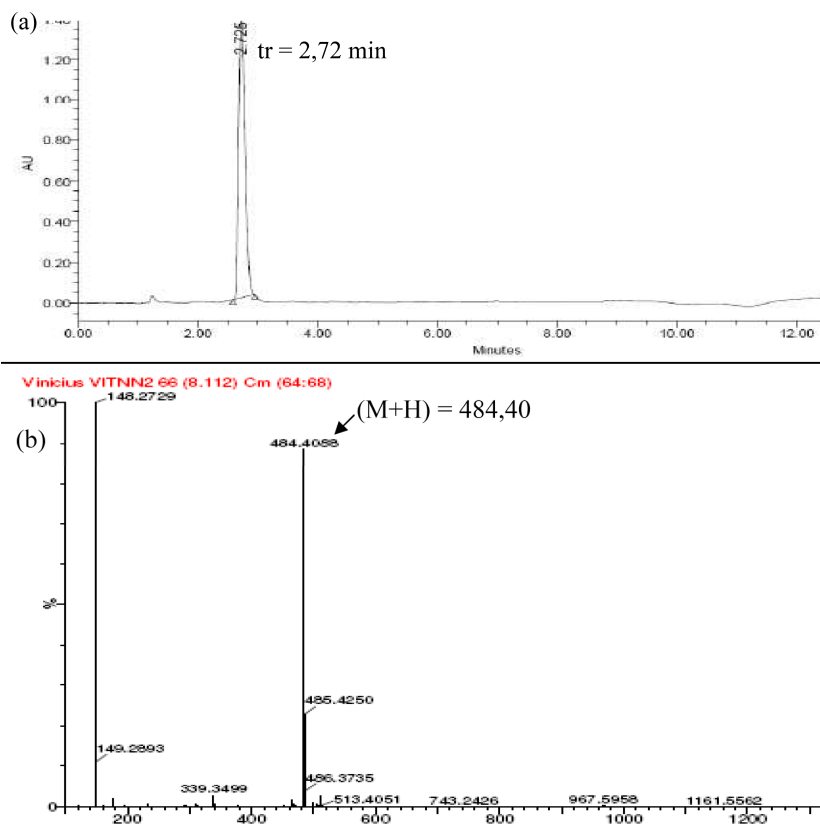 (a)
1.40
2.725
tr = 2,72 min
1.20
1.00
0.80
AU
0.60
0.40
0.20
0.00
0.00 2.00 4.00 6.00 8.00 10.00 12.00
Minutes
Vinicius VITNN2 66 (8.112) Cm (64:68)
100
148.2729
(M+H) = 484,40
(b)
484.4088
%
485.4250
149.2893
486.3735
339.3499
513.4051
743.2426
967.5958
1161.5562
0
200 400 600 800 1000 1200